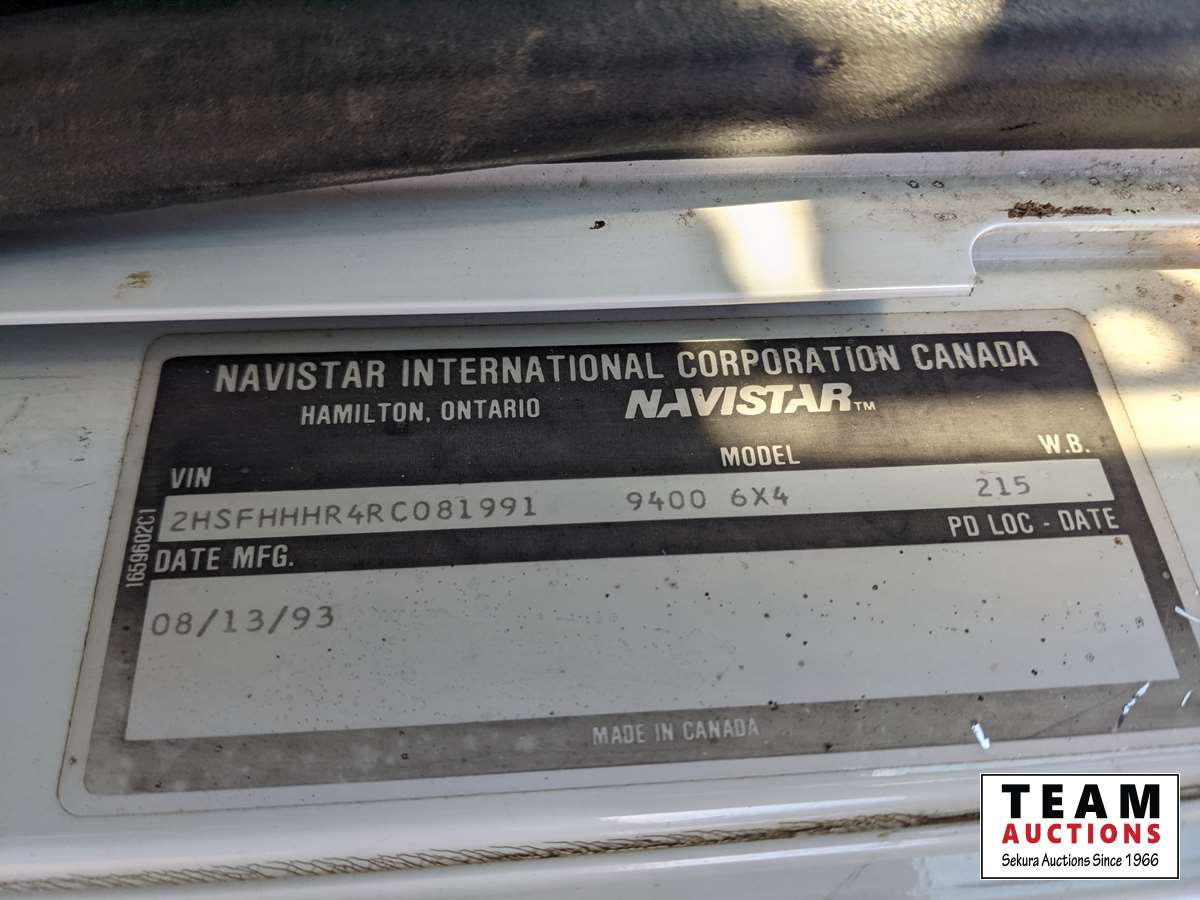 NAVISTAR INTERNATIONAL CORPORATION CANADA
HAMILTON, ONTARIO NAVISTAR™
VIN MODEL W.B.
2HSFHHHR4RC081991 9400 6X4 215
DATE MFG. PD LOC - DATE
1659602C1
08/13/93
MADE IN CANADA
TEAM
AUCTIONS
Sekura Auctions Since 1966